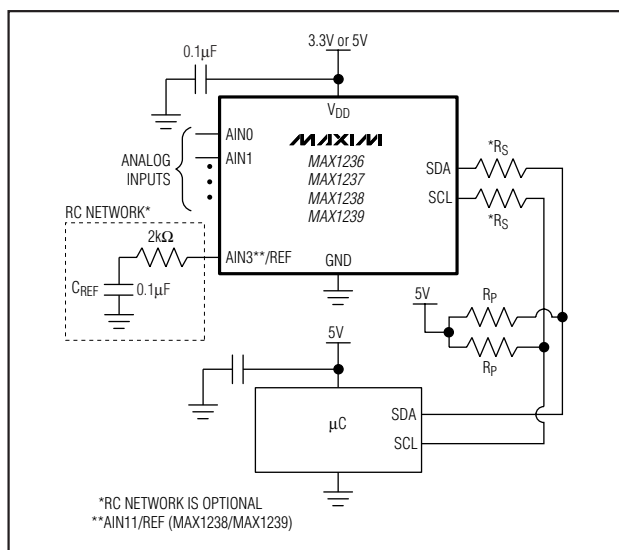 3.3V or 5V
0.1μF
VDD
AIN0
AIN1
ANALOG
INPUTS
MAXIM
MAX1236
MAX1237
MAX1238
MAX1239
*RS
SDA
SCL
*RS
RC NETWORK*
2kΩ
AIN3**/REF
GND
CREF
0.1μF
5V
RP
RP
5V
μC
SDA
SCL
*RC NETWORK IS OPTIONAL
**AIN11/REF (MAX1238/MAX1239)